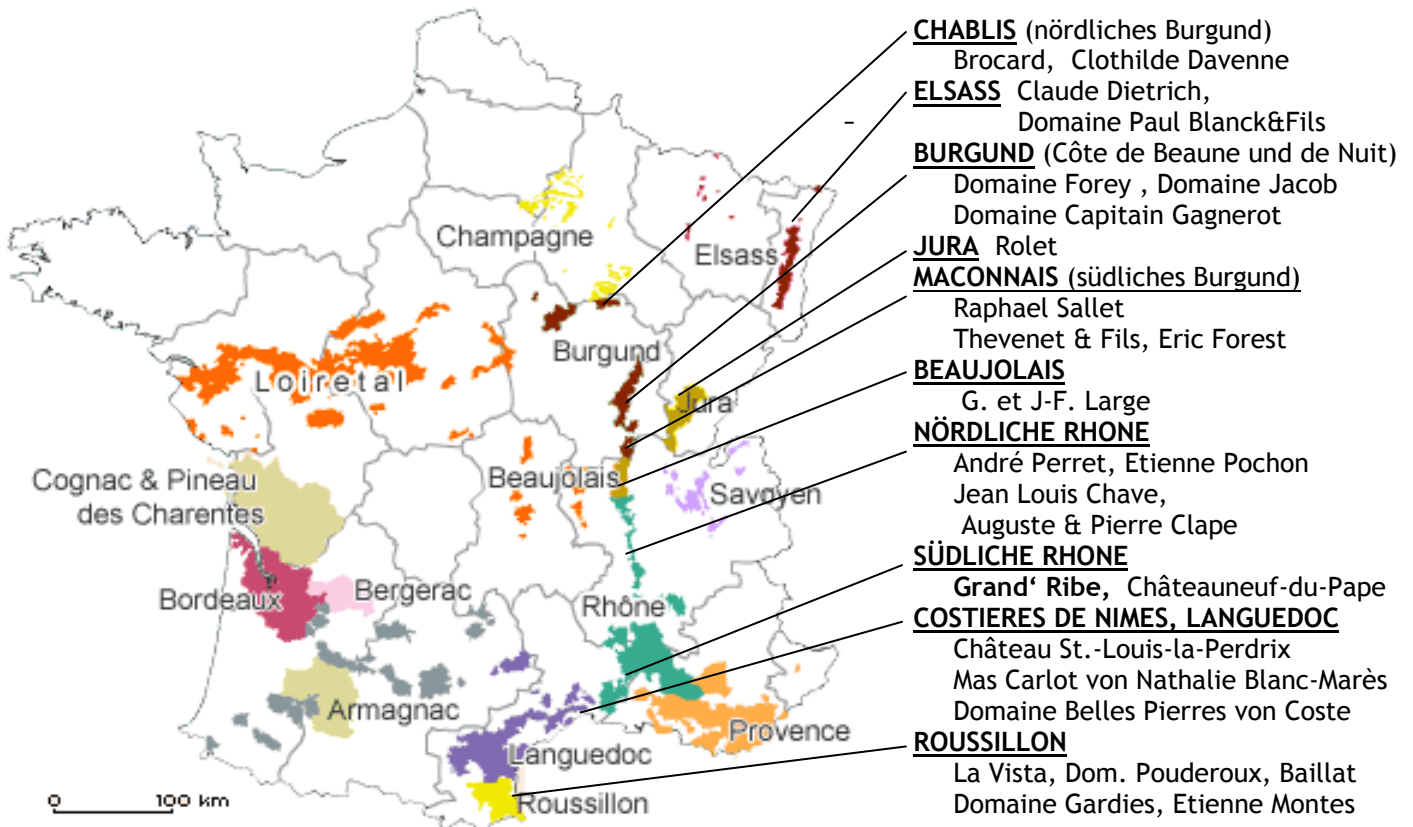 CHABLIS (nördliches Burgund)
Brocard, Clothilde Davenne
ELSASS Claude Dietrich,
Domaine Paul Blanck&Fils
-
BURGUND (Côte de Beaune und de Nuit)
Domaine Forey , Domaine Jacob
Domaine Capitain Gagnerot
JURA Rolet
MACONNAIS (südliches Burgund)
Raphael Sallet
Thevenet & Fils, Eric Forest
BEAUJOLAIS
G. et J-F. Large
NÖRDLICHE RHONE
André Perret, Etienne Pochon
Jean Louis Chave,
Auguste & Pierre Clape
SÜDLICHE RHONE
Grand‘ Ribe, Châteauneuf-du-Pape
COSTIERES DE NIMES, LANGUEDOC
Château St.-Louis-la-Perdrix
Mas Carlot von Nathalie Blanc-Marès
Domaine Belles Pierres von Coste
ROUSSILLON
La Vista, Dom. Pouderoux, Baillat
Domaine Gardies, Etienne Montes
Champagne
Elsass
Burgund
Loiretal
Jura
Beaujolais
Savoyen
Cognac & Pineau
des Charentes
Bordeaux
Bergerac
Rhône
Armagnac
Provence
Languedoc
Roussillon
0 100 km